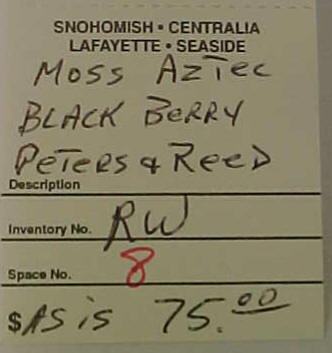 SNOHOMISH • CENTRALIA
LAFAYETTE • SEASIDE
Moss Aztec
BLACK BERRY
PETERS & REED
Description
Inventory No. RW
Space No. 8
$ AS is 75.00